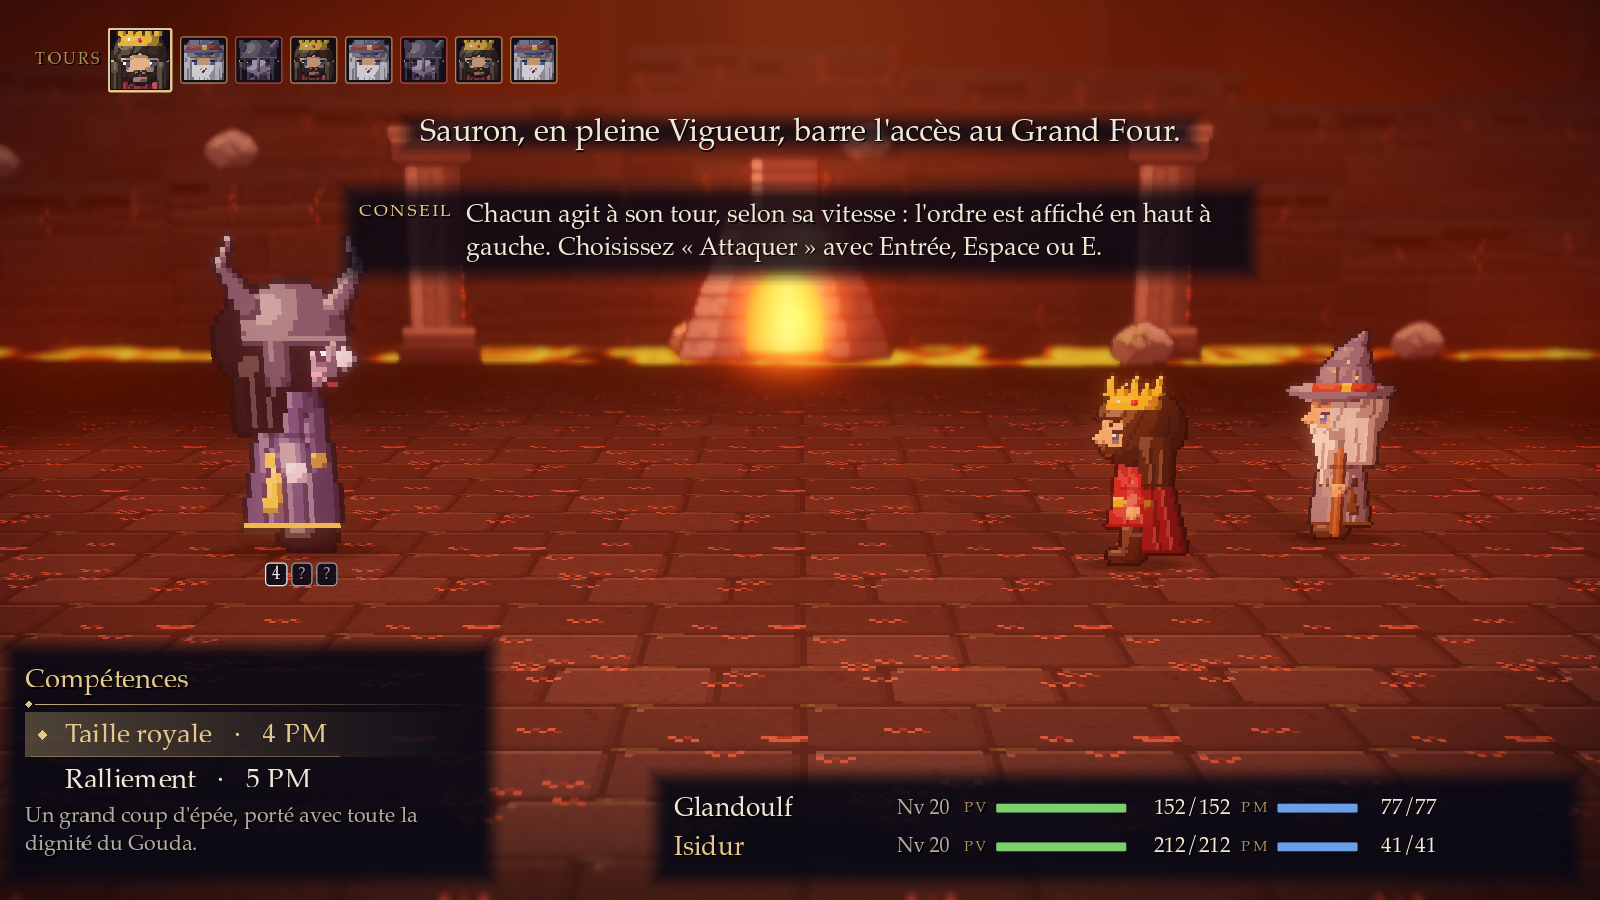 TOURS
Sauron, en pleine Vigueur, barre l'accès au Grand Four.
CONSEIL
Chacun agit à son tour, selon sa vitesse : l'ordre est affiché en haut à
gauche. Choisissez « Attaquer » avec Entrée, Espace ou E.
4 ? ?
Compétences
Taille royale · 4 PM
Ralliement · 5 PM
Un grand coup d'épée, porté avec toute la
dignité du Gouda.
Glandoulf Nv 20 PV 152/152 PM 77/77
Isidur Nv 20 PV 212/212 PM 41/41